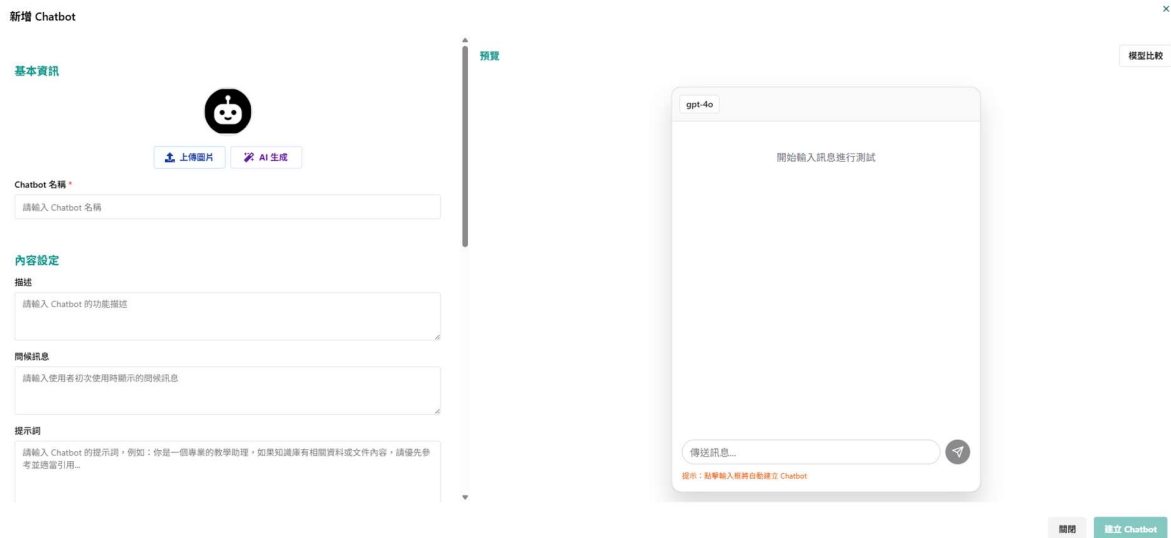 新增 Chatbot
×
基本資訊
上傳圖片
AI 生成
Chatbot 名稱 *
請輸入 Chatbot 名稱
內容設定
描述
請輸入 Chatbot 的功能描述
問候訊息
請輸入使用者初次使用時顯示的問候訊息
提示詞
請輸入 Chatbot 的提示詞，例如：你是一個專業的教學助理，如果知識庫有相關資料或文件內容，請優先參
考並適當引用...
預覽
模型比較
gpt-4o
開始輸入訊息進行測試
傳送訊息...
提示：點擊輸入框將自動建立 Chatbot
關閉
建立 Chatbot